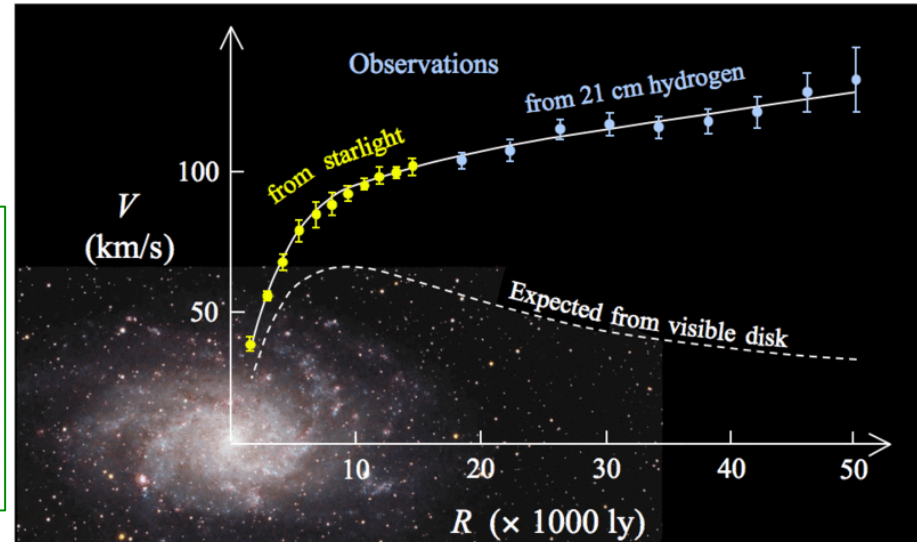 Observations
from 21 cm hydrogen
from starlight
100
V
(km/s)
50
Expected from visible disk
10 20 30 40 50
R (× 1000 ly)